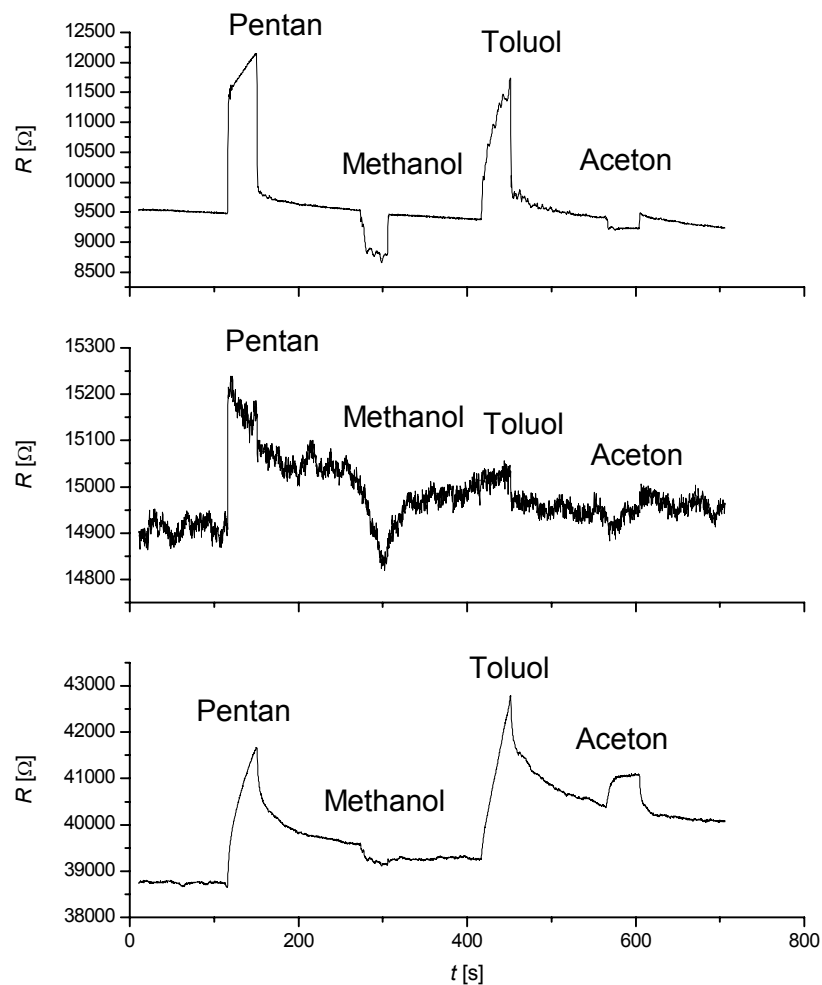 Pentan
Toluol
Methanol
Aceton
12500
12000
11500
11000
10500
10000
9500
9000
8500
R [Ω]
Pentan
Methanol
Toluol
Aceton
15300
15200
15100
15000
14900
14800
R [Ω]
Toluol
Pentan
Aceton
Methanol
43000
42000
41000
40000
39000
38000
R [Ω]
0 200 400 600 800
t [s]